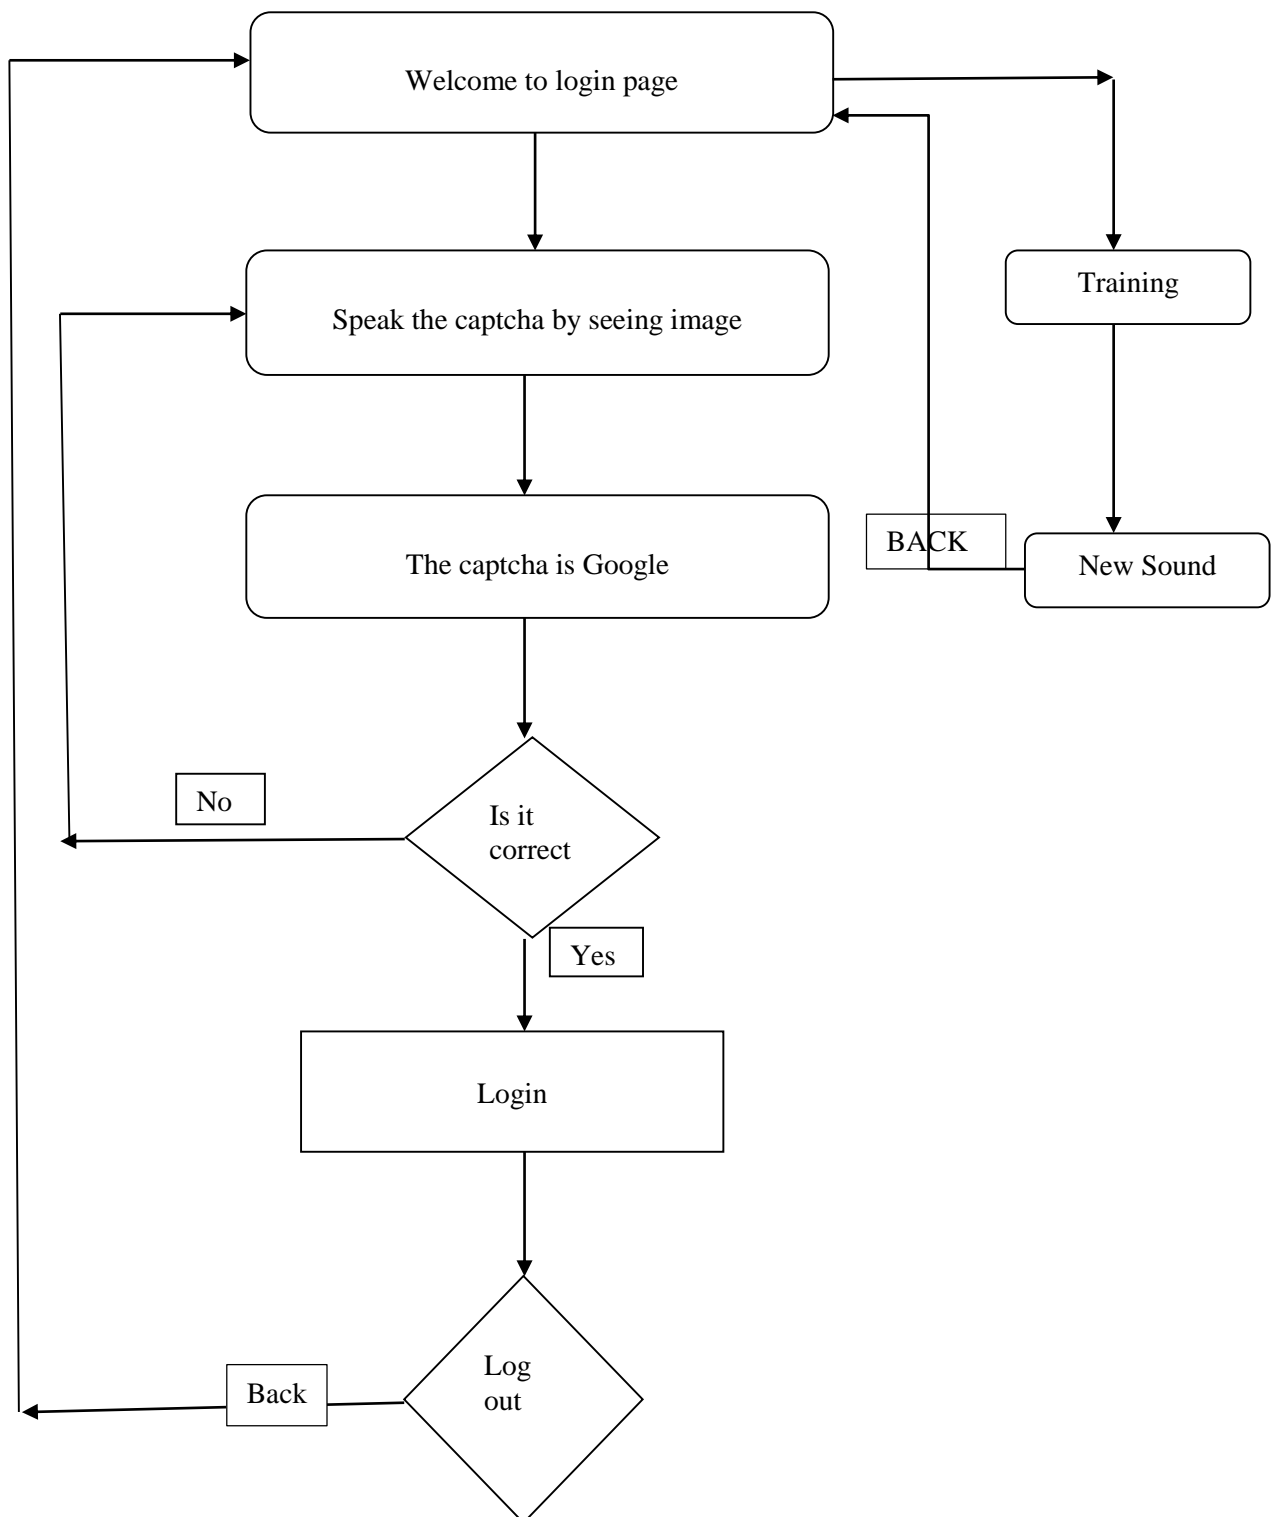 Welcome to login page
Training
Speak the captcha by seeing image
BACK
New Sound
The captcha is Google
No
Is it
correct
Yes
Login
Log
out
Back